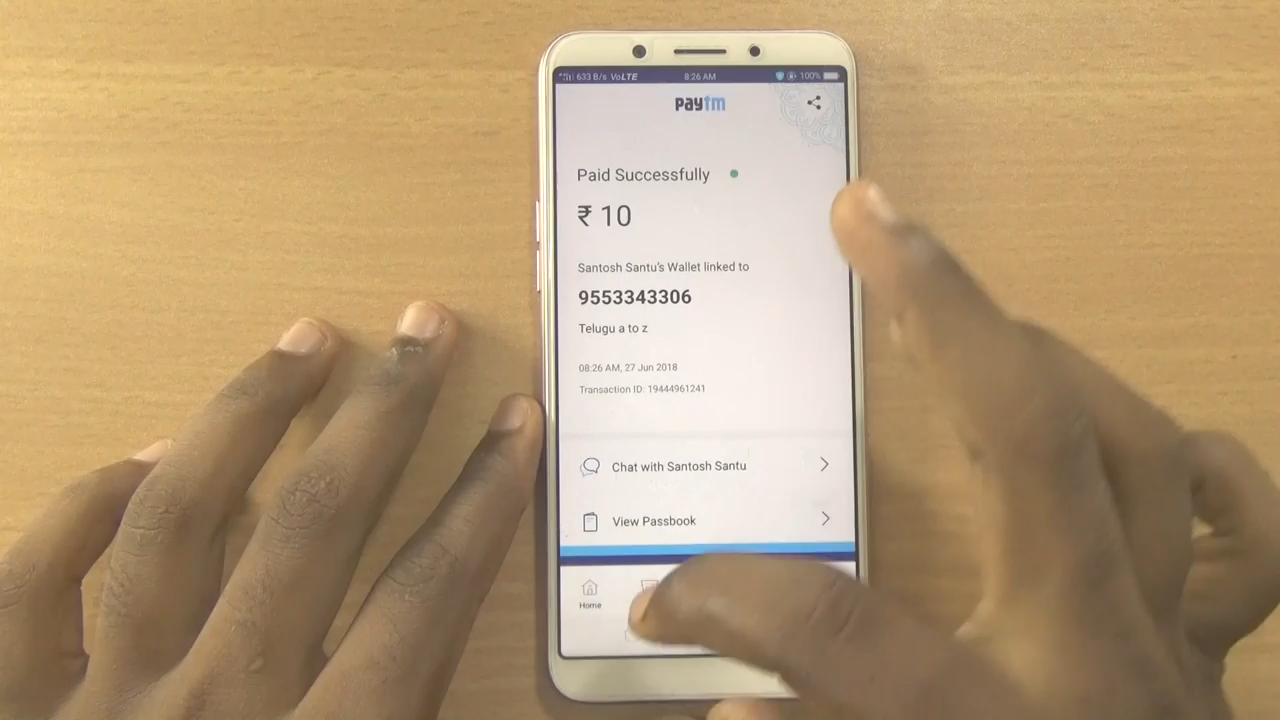 633 B/s VoLTE 8:26 AM 100%
paytm
Paid Successfully
₹ 10
Santosh Santu's Wallet linked to
9553343306
Telugu a to z
08:26 AM, 27 Jun 2018
Transaction ID: 19444961241
Chat with Santosh Santu
View Passbook
Home